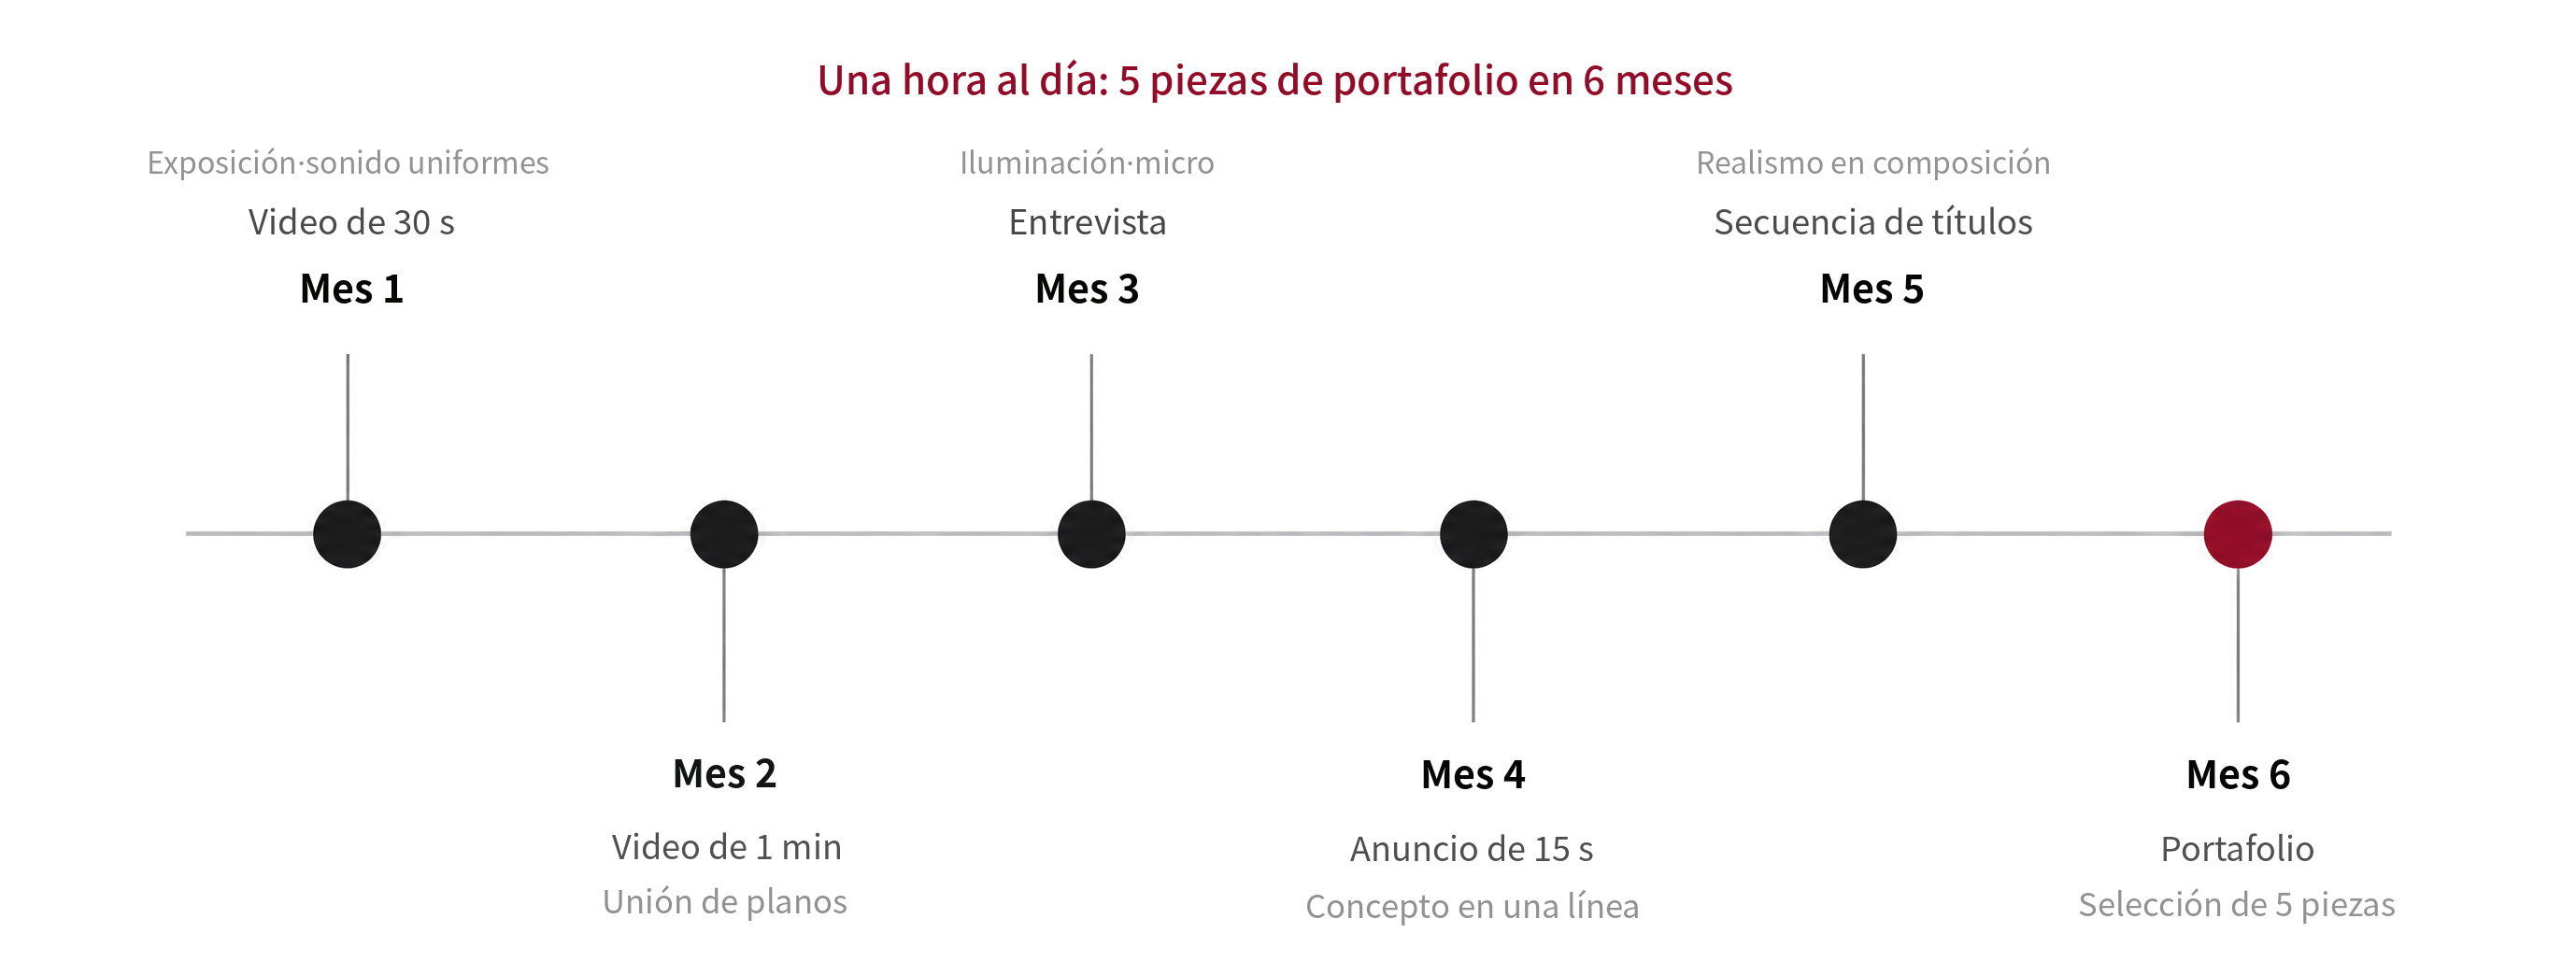 Una hora al día: 5 piezas de portafolio en 6 meses
Exposición·sonido uniformes
Video de 30 s
Mes 1
Mes 2
Video de 1 min
Unión de planos
Iluminación·micro
Entrevista
Mes 3
Mes 4
Anuncio de 15 s
Concepto en una línea
Realismo en composición
Secuencia de títulos
Mes 5
Mes 6
Portafolio
Selección de 5 piezas